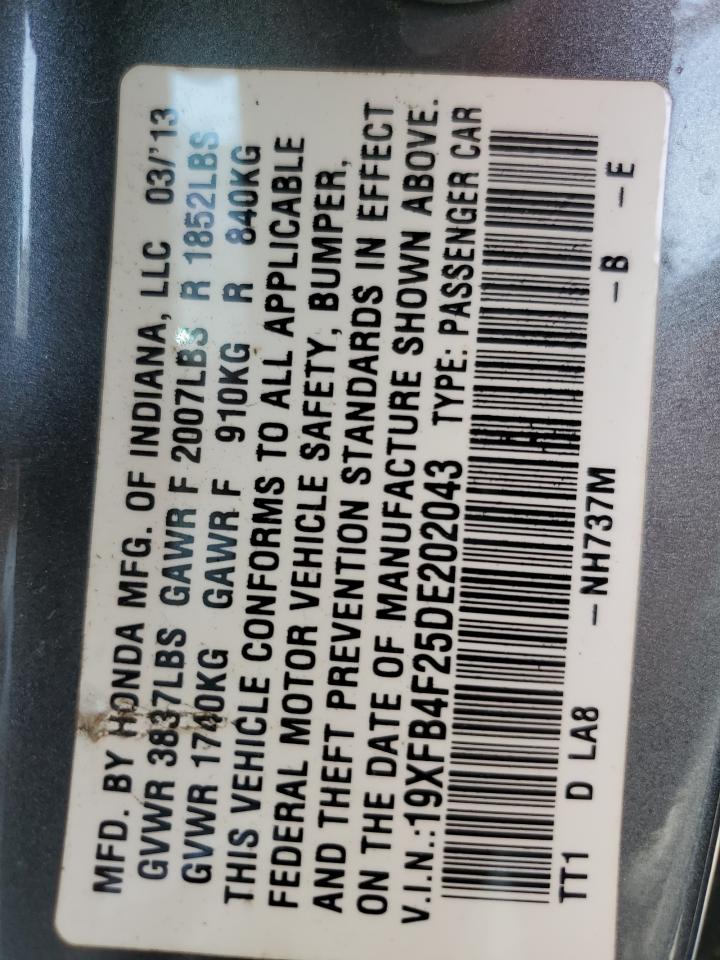 MFD. BY HONDA MFG. OF INDIANA, LLC 03/'13
GVWR 3837LBS GAWR F 2007LBS R 1852LBS
GVWR 1740KG GAWR F 910KG R 840KG
THIS VEHICLE CONFORMS TO ALL APPLICABLE
FEDERAL MOTOR VEHICLE SAFETY, BUMPER,
AND THEFT PREVENTION STANDARDS IN EFFECT
ON THE DATE OF MANUFACTURE SHOWN ABOVE.
V.I.N.:19XFB4F25DE202043 TYPE: PASSENGER CAR
TT1 D LA8 -NH737M -B -E